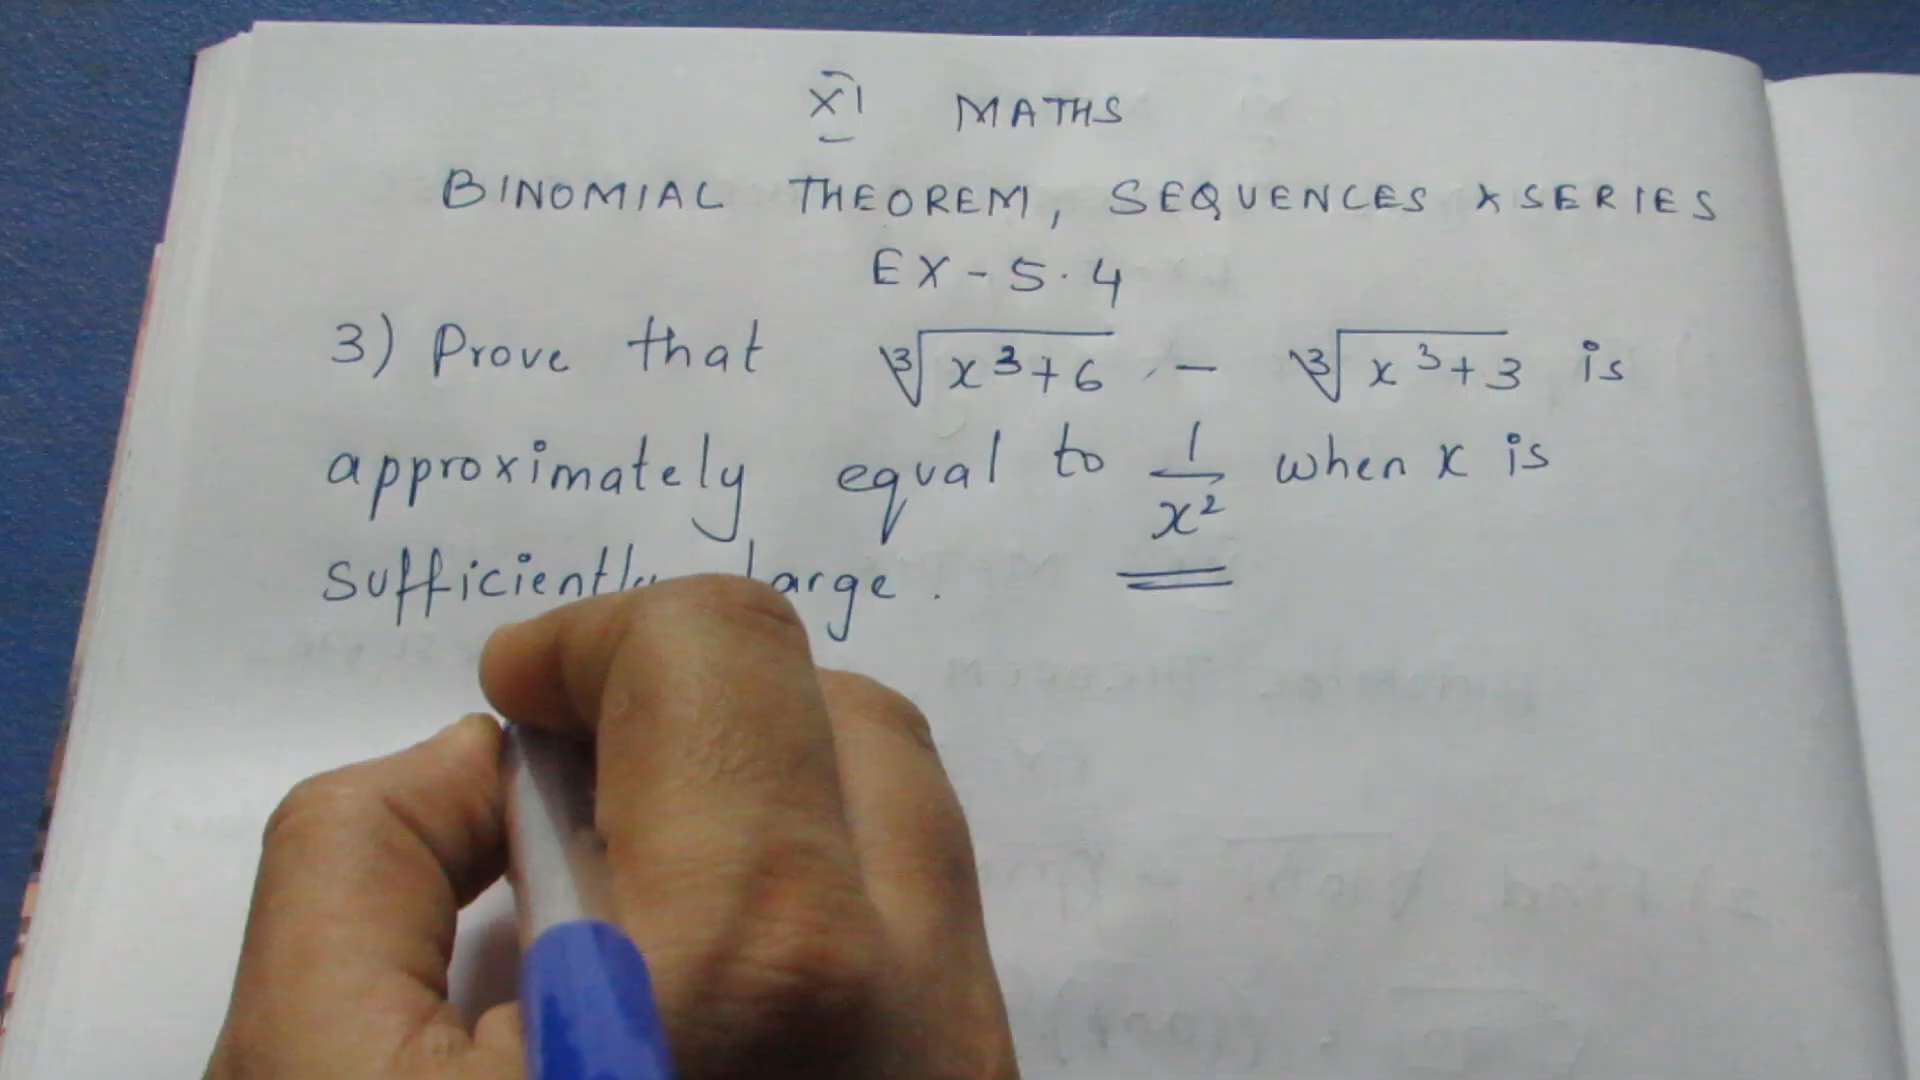 XI MATHS
BINOMIAL THEOREM, SEQUENCES & SERIES
EX - 5.4
3) Prove that ∛(x³+6) - ∛(x³+3) is
approximately equal to 1/x² when x is
sufficiently large.